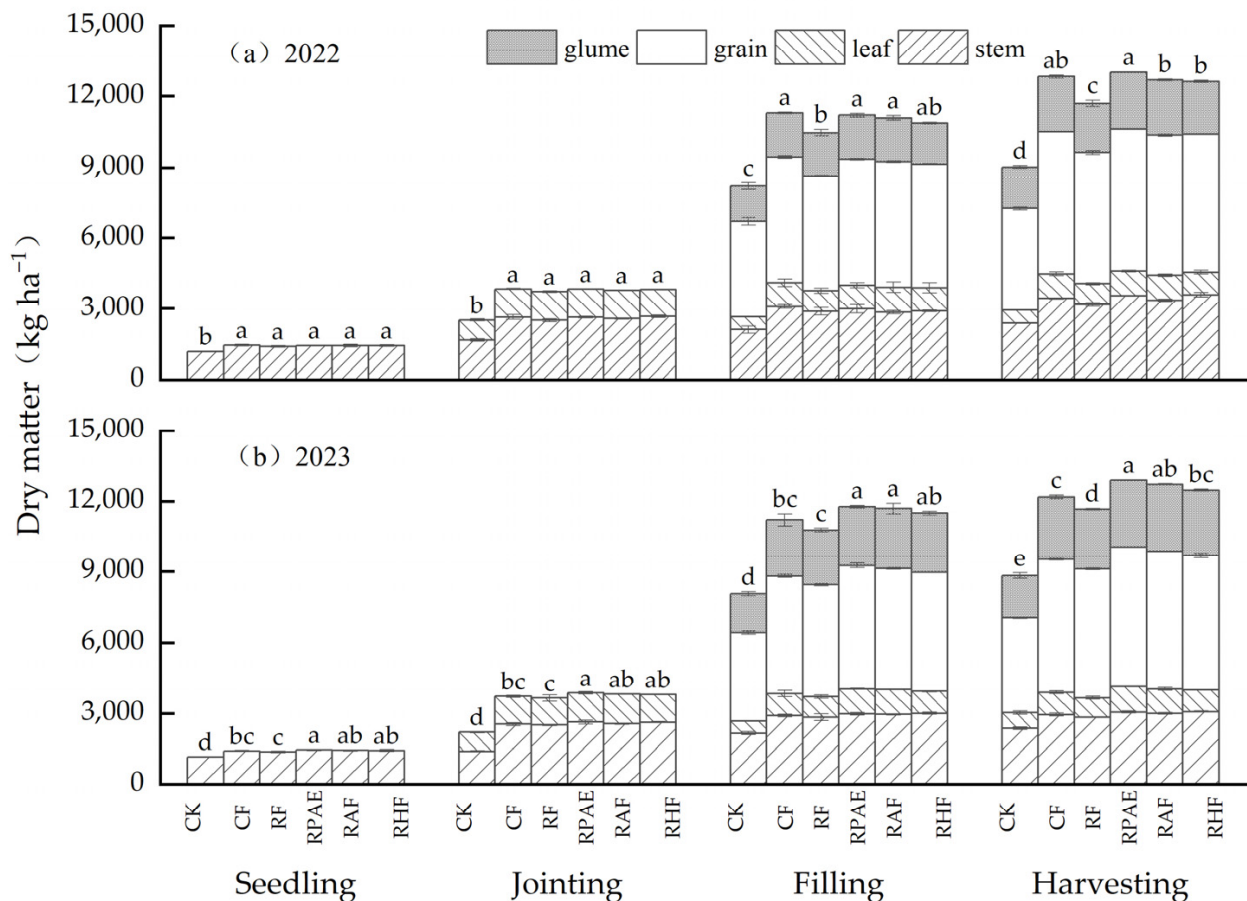 15,000
（a）2022
glume grain leaf stem
12,000
9,000
6,000
3,000
0
b a a a a a
b a a a a a
c a b a a ab
d ab c a b b
Dry matter（kg ha⁻¹）
15,000
（b）2023
12,000
9,000
6,000
3,000
0
d bc c a ab ab
d bc c a ab ab
d bc c a a ab
e c d a ab bc
CK CF RF RPAE RAF RHF
CK CF RF RPAE RAF RHF
CK CF RF RPAE RAF RHF
CK CF RF RPAE RAF RHF
Seedling Jointing Filling Harvesting